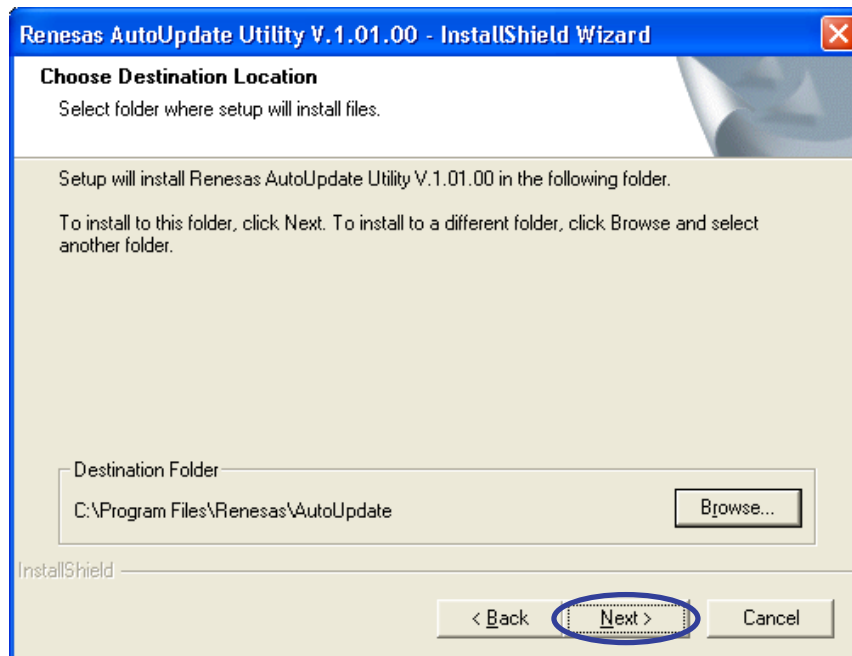 Renesas AutoUpdate Utility V.1.01.00 - InstallShield Wizard
Choose Destination Location
Select folder where setup will install files.
Setup will install Renesas AutoUpdate Utility V.1.01.00 in the following folder.
To install to this folder, click Next. To install to a different folder, click Browse and select
another folder.
Destination Folder
C:\Program Files\Renesas\AutoUpdate
Browse...
InstallShield
< Back
Next >
Cancel